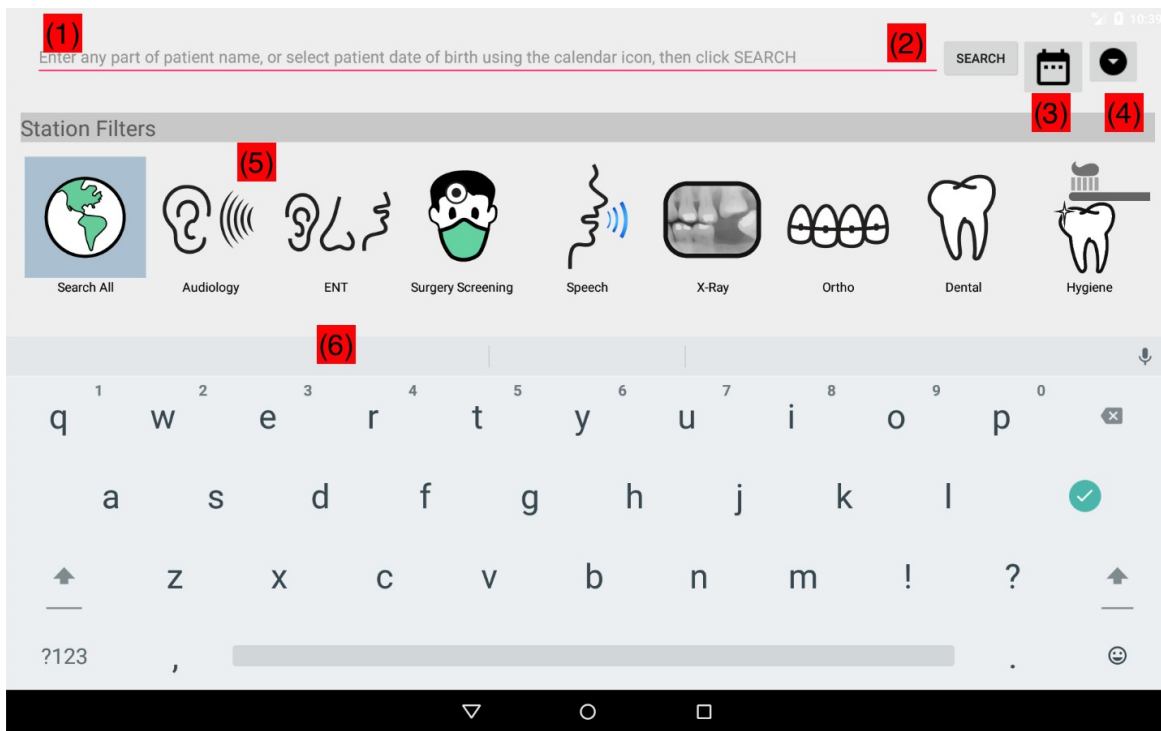 10:39
(1) (2)
Enter any part of patient name, or select patient date of birth using the calendar icon, then click SEARCH
SEARCH
(3) (4)
Station Filters
(5)
Search All Audiology ENT Surgery Screening Speech X-Ray Ortho Dental Hygiene
(6)
1 2 3 4 5 6 7 8 9 0
q w e r t y u i o p
a s d f g h j k l
z x c v b n m ! ?
?123 , .